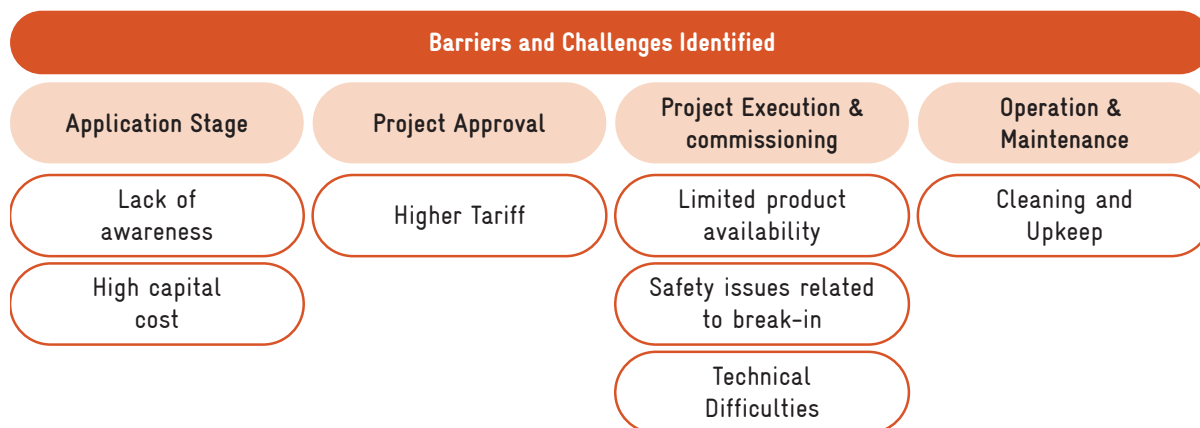 Barriers and Challenges Identified
Application Stage
Project Approval
Project Execution &
commissioning
Operation &
Maintenance
Lack of
awareness
Higher Tariff
Limited product
availability
Cleaning and
Upkeep
High capital
cost
Safety issues related
to break-in
Technical
Difficulties